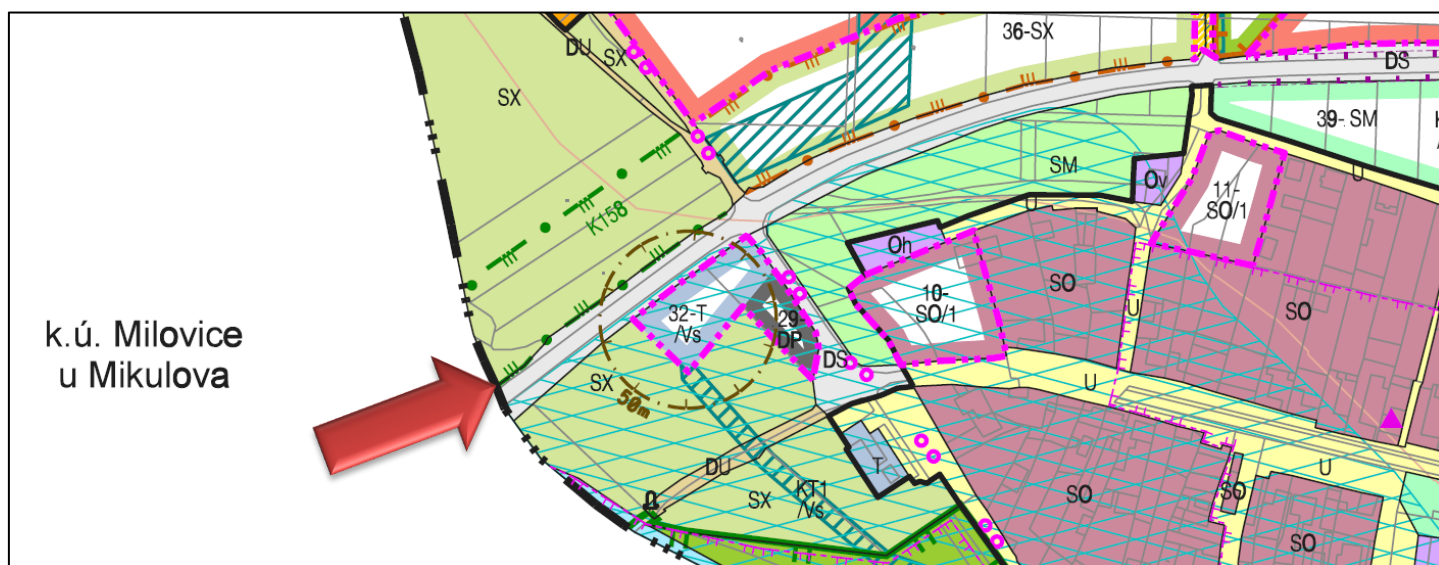 DU
SX
36-SX
DS
SX
39- SM
SM
Ov
U
11-
SO/1
K158
U
Oh
SO
10-
SO/1
32-T
/Vs
29-
DP
SO
U
k.ú. Milovice
u Mikulova
DS
SX
U
50m
T
DU
U
KT1
/Vs
SX
SO
SO
SO